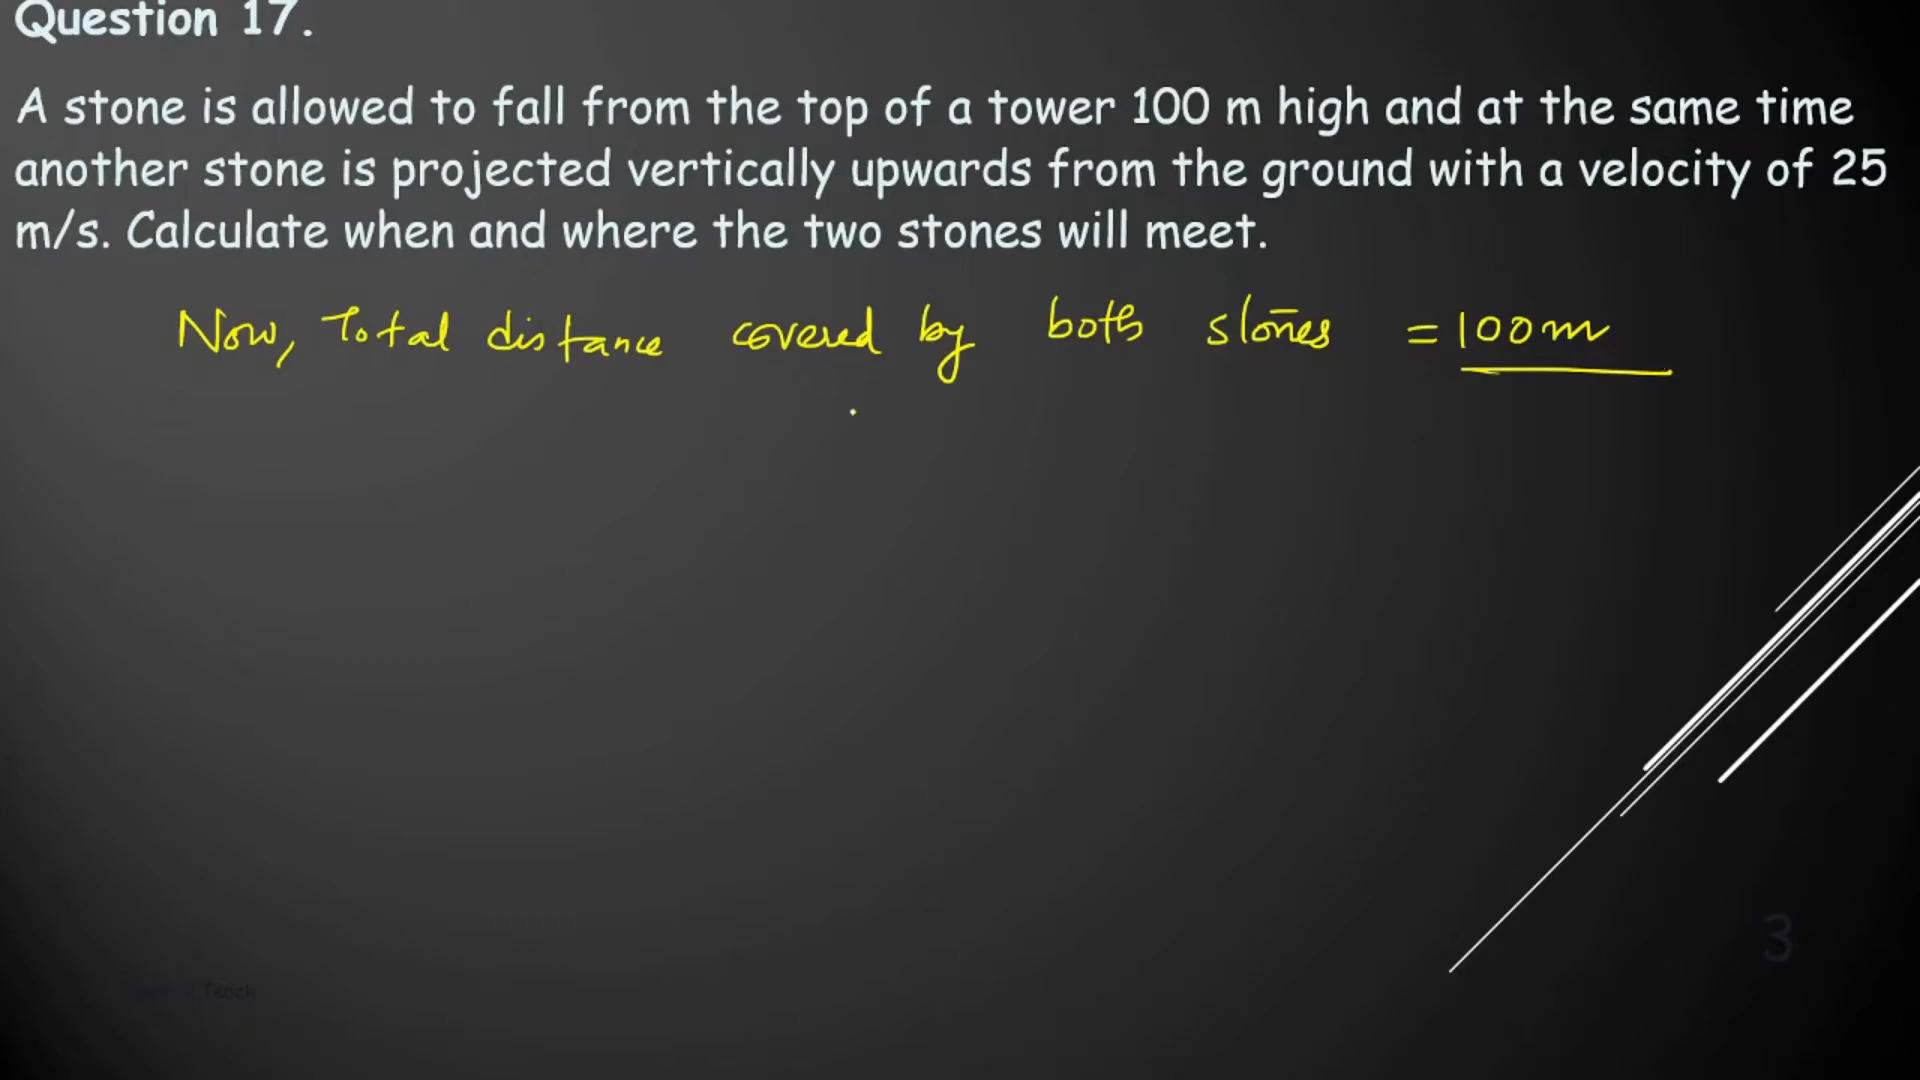 Question 17.
A stone is allowed to fall from the top of a tower 100 m high and at the same time
another stone is projected vertically upwards from the ground with a velocity of 25
m/s. Calculate when and where the two stones will meet.
Now, Total distance covered by both stones = 100m
3
Teach